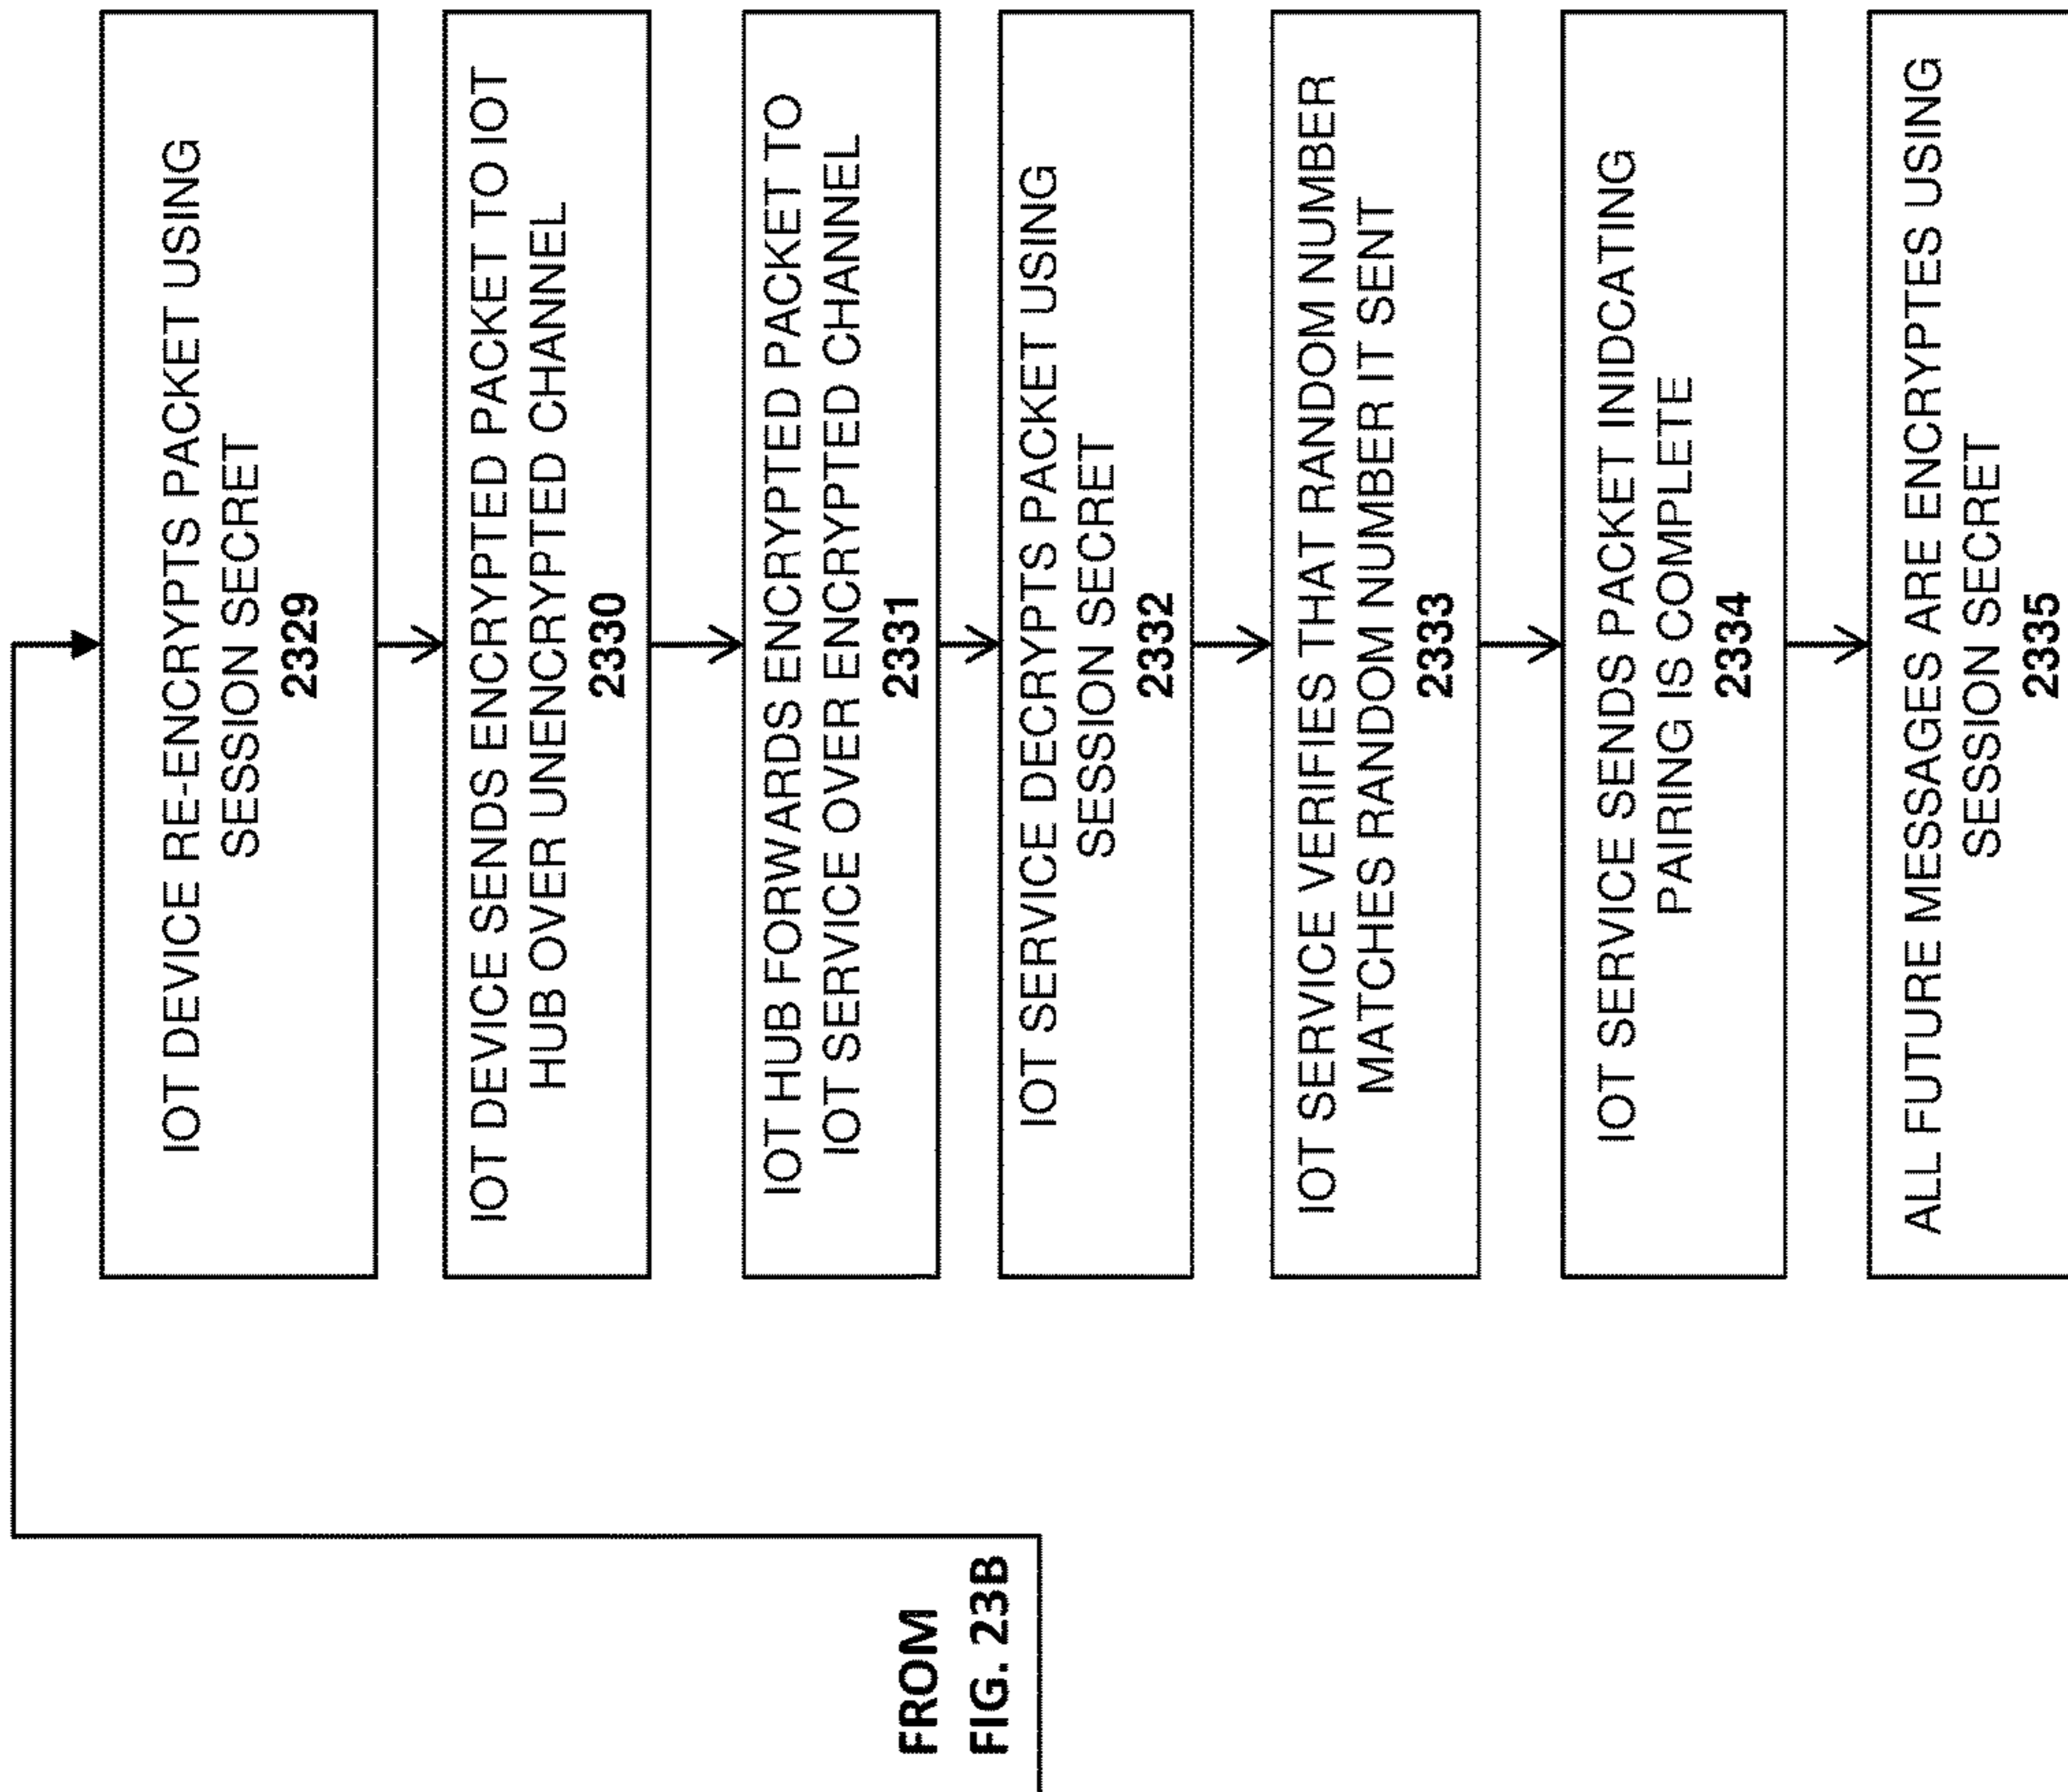 FROM
FIG. 23B
IOT DEVICE RE-ENCRYPTS PACKET USING
SESSION SECRET
2329
IOT DEVICE SENDS ENCRYPTED PACKET TO IOT
HUB OVER UNENCRYPTED CHANNEL
2330
IOT HUB FORWARDS ENCRYPTED PACKET TO
IOT SERVICE OVER ENCRYPTED CHANNEL
2331
IOT SERVICE DECRYPTS PACKET USING
SESSION SECRET
2332
IOT SERVICE VERIFIES THAT RANDOM NUMBER
MATCHES RANDOM NUMBER IT SENT
2333
IOT SERVICE SENDS PACKET INIDCATING
PAIRING IS COMPLETE
2334
ALL FUTURE MESSAGES ARE ENCRYPTES USING
SESSION SECRET
2335